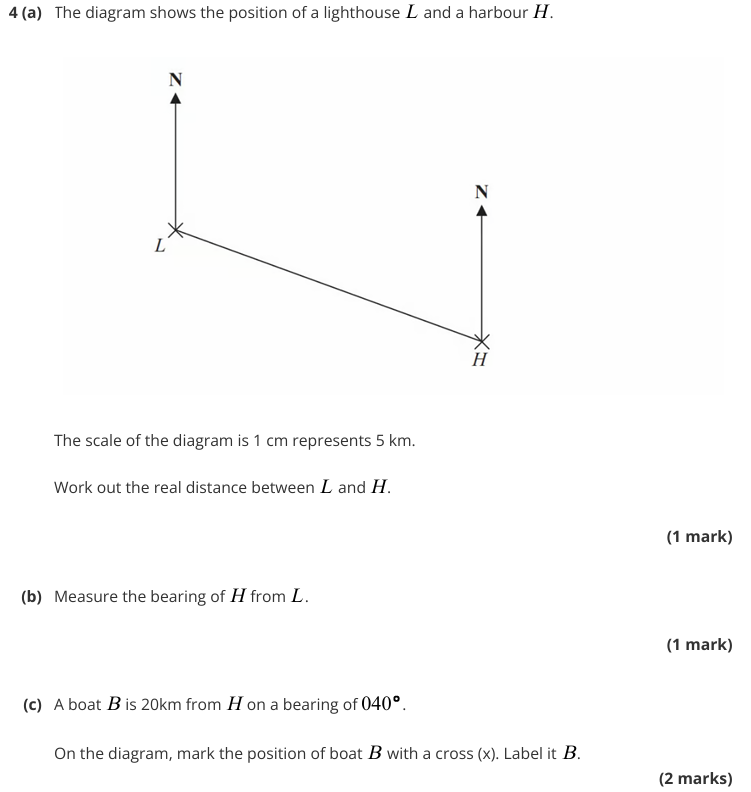 4 (a) The diagram shows the position of a lighthouse L and a harbour H.
N
N
L
H
The scale of the diagram is 1 cm represents 5 km.
Work out the real distance between L and H.
(1 mark)
(b) Measure the bearing of H from L.
(1 mark)
(c) A boat B is 20km from H on a bearing of 040°.
On the diagram, mark the position of boat B with a cross (x). Label it B.
(2 marks)